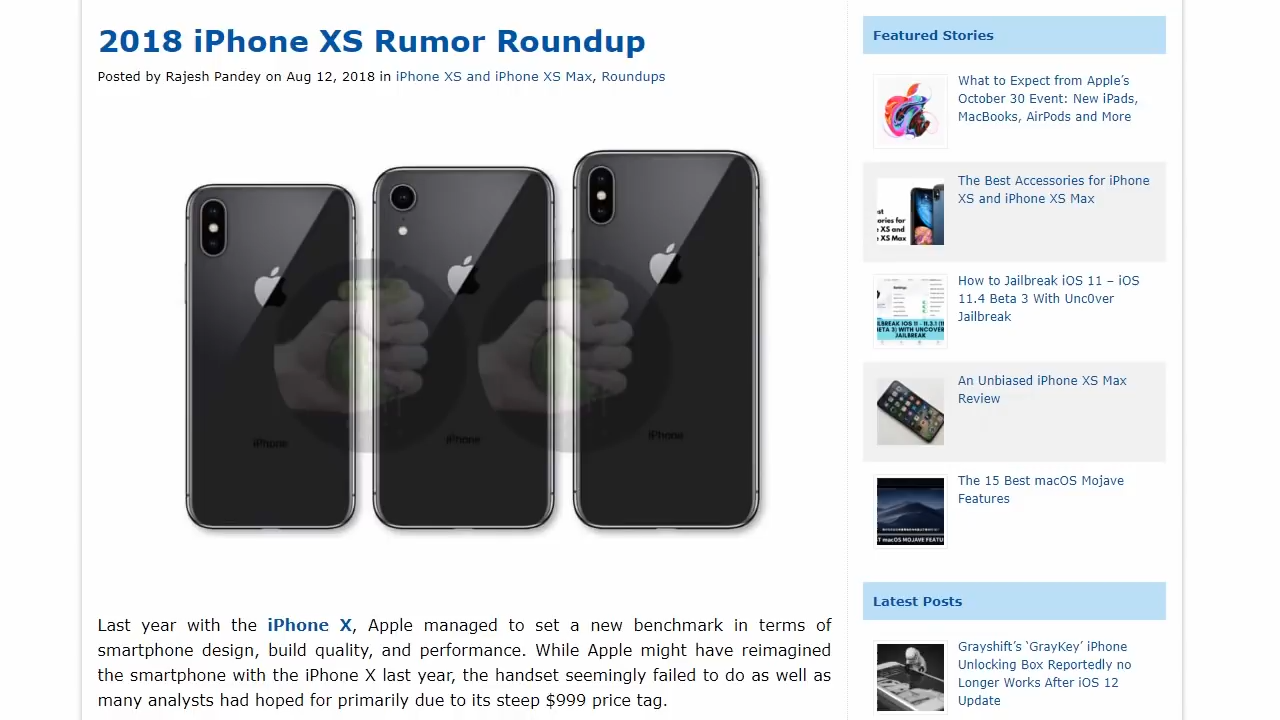 2018 iPhone XS Rumor Roundup
Posted by Rajesh Pandey on Aug 12, 2018 in iPhone XS and iPhone XS Max, Roundups
iPhone
iPhone
iPhone
Last year with the iPhone X, Apple managed to set a new benchmark in terms of
smartphone design, build quality, and performance. While Apple might have reimagined
the smartphone with the iPhone X last year, the handset seemingly failed to do as well as
many analysts had hoped for primarily due to its steep $999 price tag.
Featured Stories
What to Expect from Apple's
October 30 Event: New iPads,
MacBooks, AirPods and More
The Best Accessories for iPhone
XS and iPhone XS Max
How to Jailbreak iOS 11 – iOS
11.4 Beta 3 With Unc0ver
Jailbreak
An Unbiased iPhone XS Max
Review
The 15 Best macOS Mojave
Features
Latest Posts
Grayshift's 'GrayKey' iPhone
Unlocking Box Reportedly no
Longer Works After iOS 12
Update